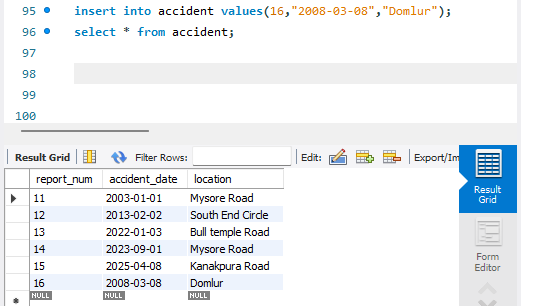 95 insert into accident values(16,"2008-03-08","Domlur");
96 select * from accident;
97
98
99
100
Result Grid Filter Rows: Edit: Export/Im
report_num accident_date location
11 2003-01-01 Mysore Road
12 2013-02-02 South End Circle
13 2022-01-03 Bull temple Road
14 2023-09-01 Mysore Road
15 2025-04-08 Kanakpura Road
16 2008-03-08 Domlur
NULL NULL NULL
Result
Grid
Form
Editor